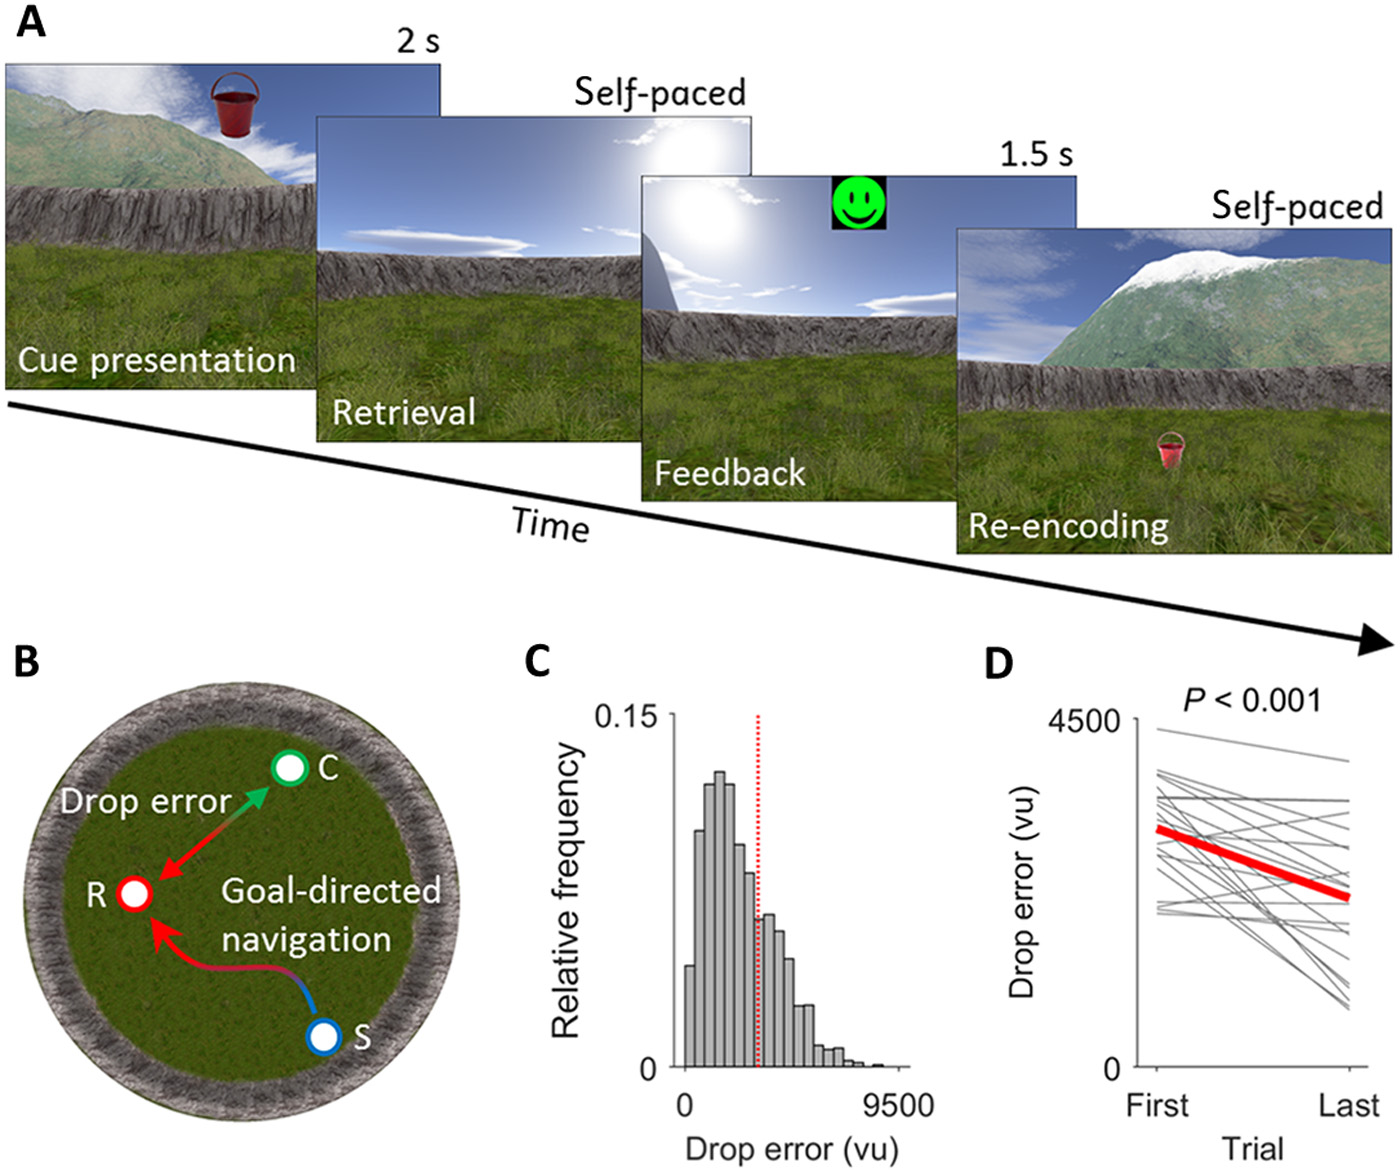 A
2 s
Self-paced
1.5 s
Self-paced
Cue presentation
Retrieval
Feedback
Re-encoding
Time
B
C
Drop error
R
Goal-directed
navigation
S
C
0.15
Relative frequency
0
0
9500
Drop error (vu)
D
P < 0.001
4500
Drop error (vu)
0
First
Last
Trial